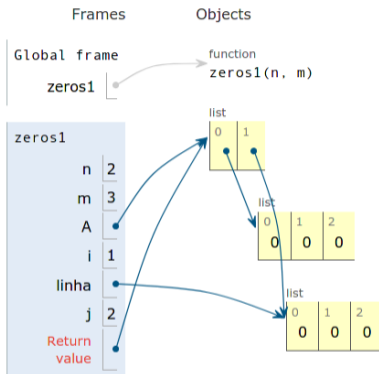 Frames Objects
Global frame
zeros1
function
zeros1(n, m)
list
0 1
zeros1
n 2
m 3
A
i 1
linha
j 2
Return
value
list
0 1 2
0 0 0
list
0 1 2
0 0 0